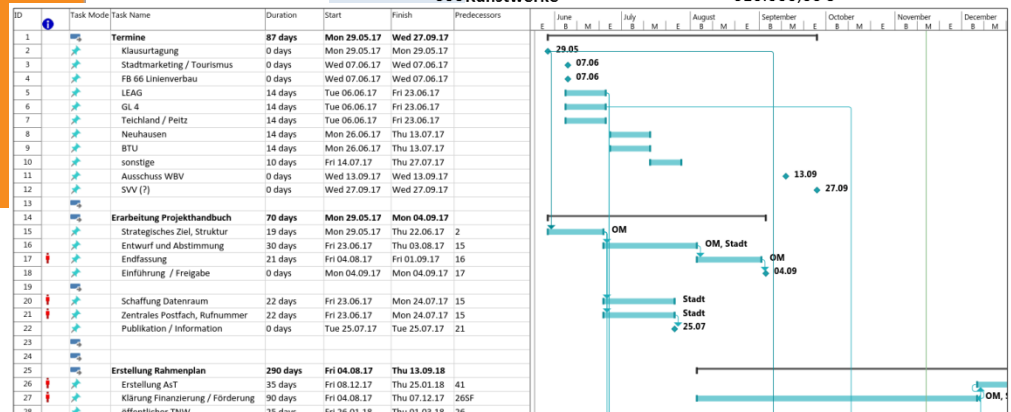 ID Task Mode Task Name Duration Start Finish Predecessors June July August September October November December
E B M E B M E B M E B M E B M E B M E B M
1 Termine 87 days Mon 29.05.17 Wed 27.09.17
2 Klausurtagung 0 days Mon 29.05.17 Mon 29.05.17 29.05
3 Stadtmarketing / Tourismus 0 days Wed 07.06.17 Wed 07.06.17 07.06
4 FB 66 Linienverbau 0 days Wed 07.06.17 Wed 07.06.17 07.06
5 LEAG 14 days Tue 06.06.17 Fri 23.06.17
6 GL 4 14 days Tue 06.06.17 Fri 23.06.17
7 Teichland / Peitz 14 days Tue 06.06.17 Fri 23.06.17
8 Neuhausen 14 days Mon 26.06.17 Thu 13.07.17
9 BTU 14 days Mon 26.06.17 Thu 13.07.17
10 sonstige 10 days Fri 14.07.17 Thu 27.07.17
11 Ausschuss WBV 0 days Wed 13.09.17 Wed 13.09.17 13.09
12 SVV (?) 0 days Wed 27.09.17 Wed 27.09.17 27.09
13
14 Erarbeitung Projekthandbuch 70 days Mon 29.05.17 Mon 04.09.17
15 Strategisches Ziel, Struktur 19 days Mon 29.05.17 Thu 22.06.17 2 OM
16 Entwurf und Abstimmung 30 days Fri 23.06.17 Thu 03.08.17 15 OM, Stadt
17 Endfassung 21 days Fri 04.08.17 Fri 01.09.17 16 OM
18 Einführung / Freigabe 0 days Mon 04.09.17 Mon 04.09.17 17 04.09
19
20 Schaffung Datenraum 22 days Fri 23.06.17 Mon 24.07.17 15 Stadt
21 Zentrales Postfach, Rufnummer 22 days Fri 23.06.17 Mon 24.07.17 15 Stadt
22 Publikation / Information 0 days Tue 25.07.17 Tue 25.07.17 21 25.07
23
24
25 Erstellung Rahmenplan 290 days Fri 04.08.17 Thu 13.09.18
26 Erstellung AsT 35 days Fri 08.12.17 Thu 25.01.18 41
27 Klärung Finanzierung / Förderung 90 days Fri 04.08.17 Thu 07.12.17 26SF OM,